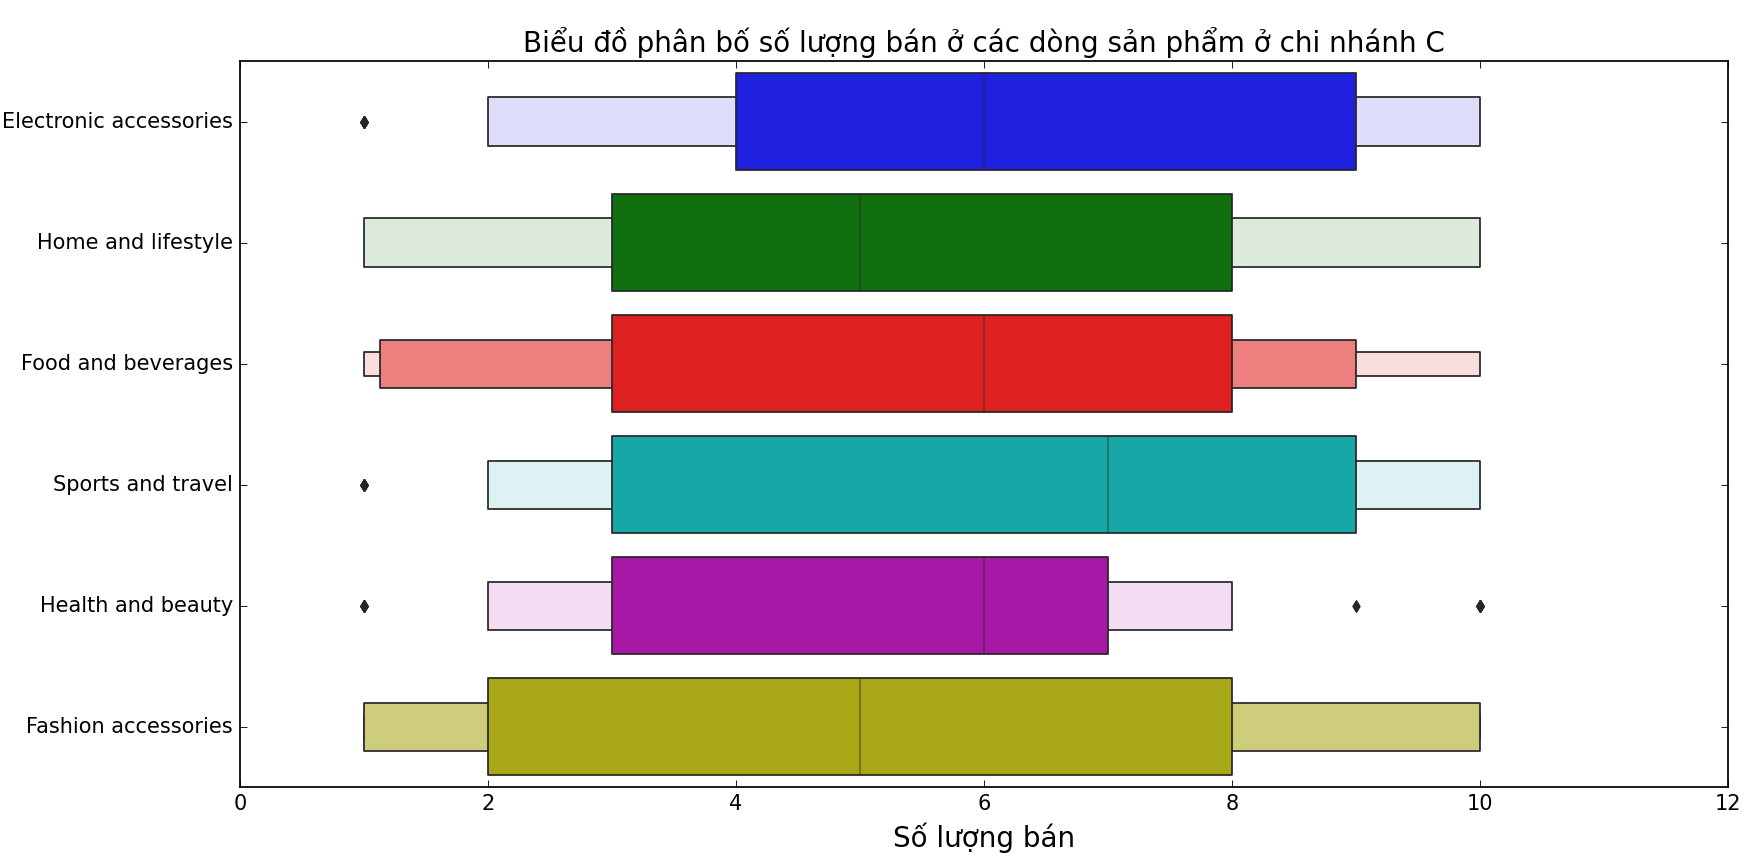 Biểu đồ phân bố số lượng bán ở các dòng sản phẩm ở chi nhánh C
Electronic accessories
Home and lifestyle
Food and beverages
Sports and travel
Health and beauty
Fashion accessories
0 2 4 6 8 10 12
Số lượng bán